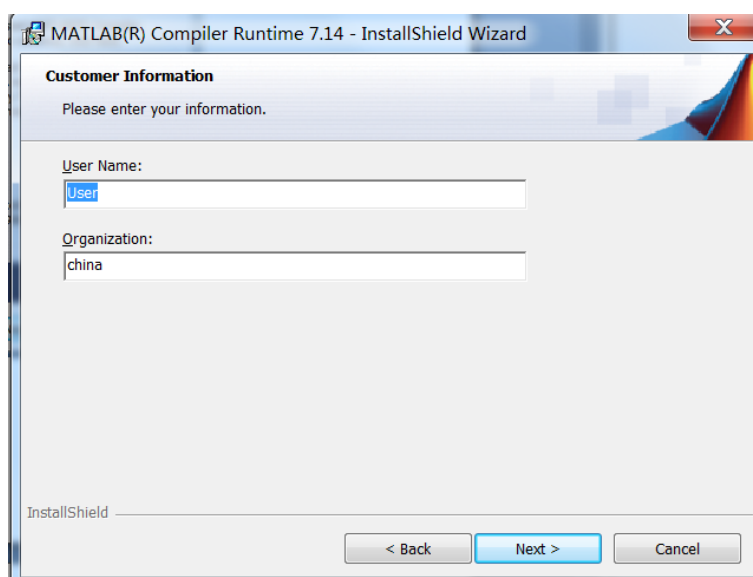 MATLAB(R) Compiler Runtime 7.14 - InstallShield Wizard
Customer Information
Please enter your information.
User Name:
User
Organization:
china
InstallShield
< Back Next > Cancel